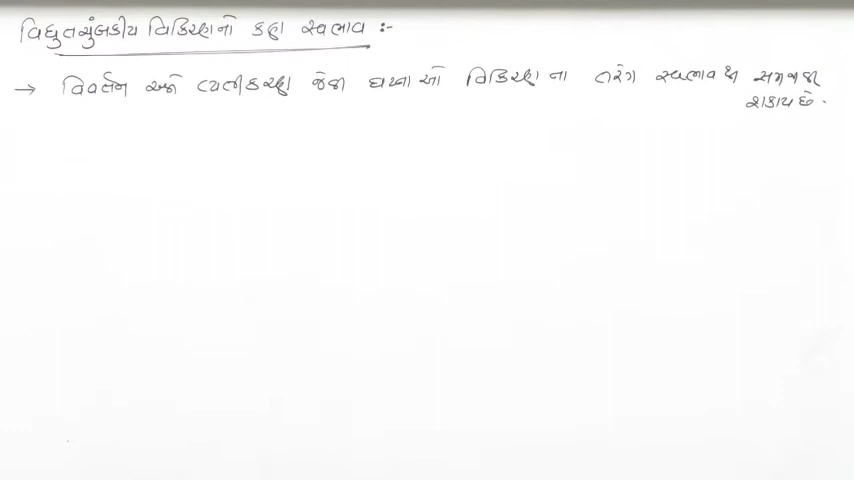 વિદ્યુતચુંબકીય વિકિરણનો કણ સ્વભાવ :-
→ વિવર્તન અને વ્યતીકરણ જેવી ઘટનાઓ વિકિરણના તરંગ સ્વભાવથી સમજાવી
શકાય છે.